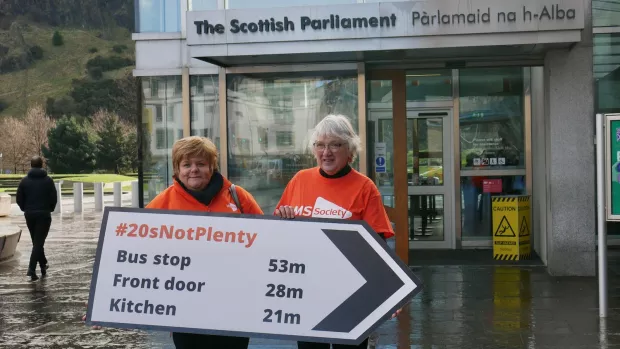 The Scottish Parliament Pàrlamaid na h-Alba
MS Society
#20sNotPlenty
Bus stop 53m
Front door 28m
Kitchen 21m
CAUTION